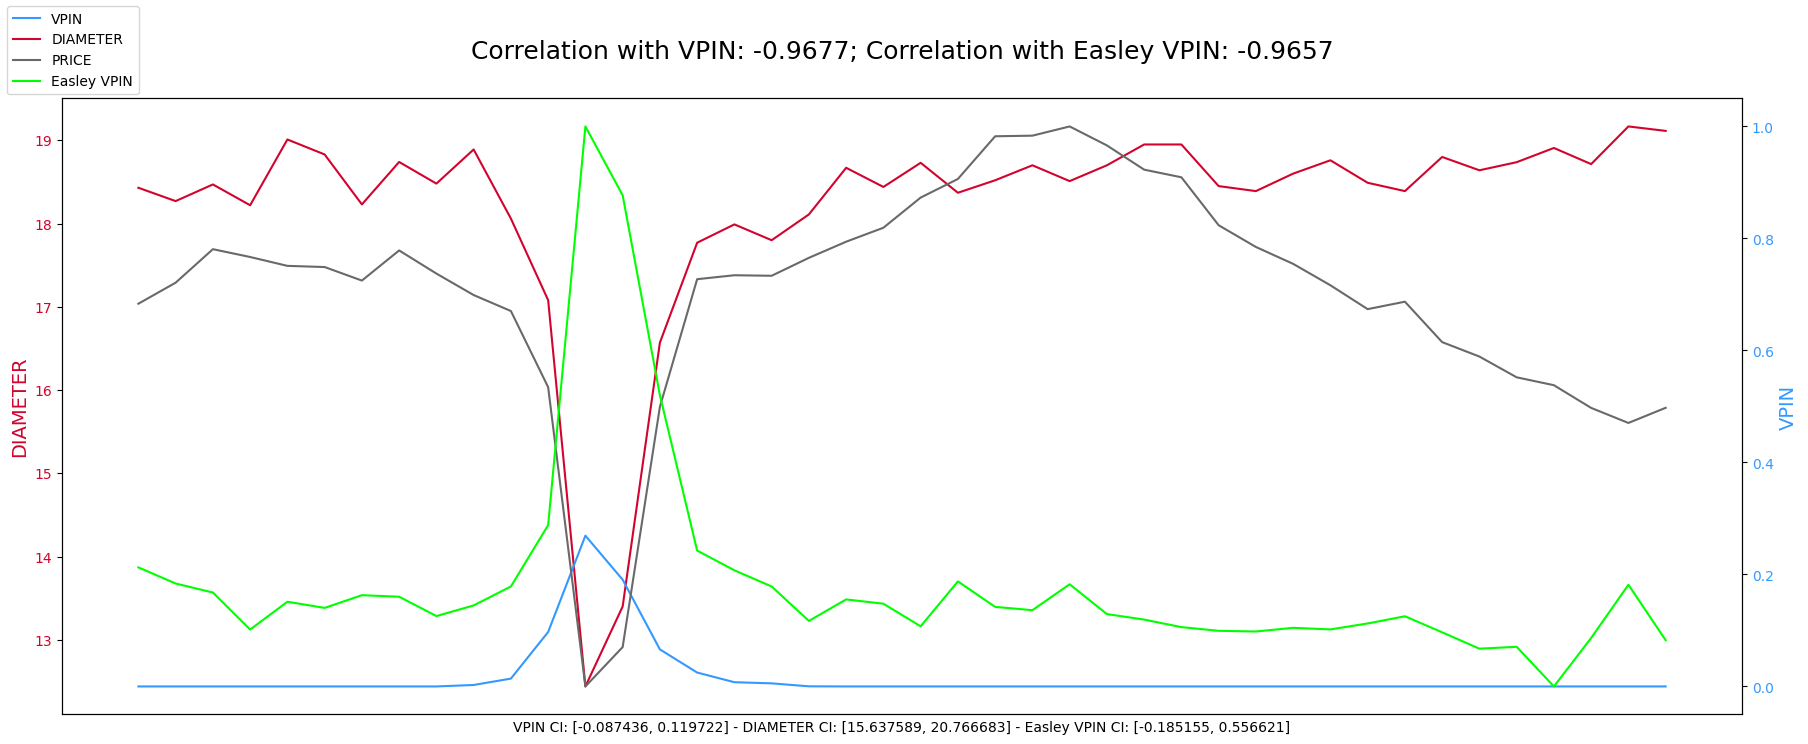 VPIN
DIAMETER
PRICE
Easley VPIN
Correlation with VPIN: -0.9677; Correlation with Easley VPIN: -0.9657
19
18
17
16
15
14
13
DIAMETER
1.0
0.8
0.6
0.4
0.2
0.0
VPIN
VPIN CI: [-0.087436, 0.119722] - DIAMETER CI: [15.637589, 20.766683] - Easley VPIN CI: [-0.185155, 0.556621]